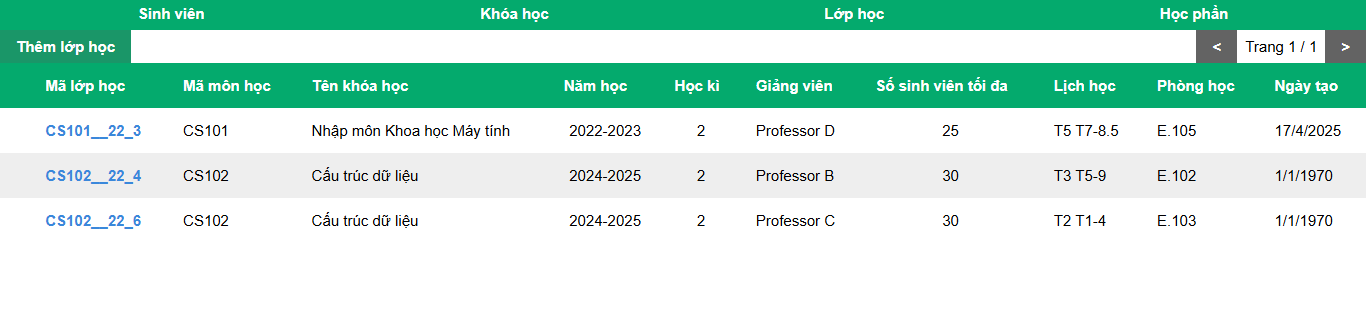 Sinh viên Khóa học Lớp học Học phần
Thêm lớp học < Trang 1 / 1 >
Mã lớp học Mã môn học Tên khóa học Năm học Học kì Giảng viên Số sinh viên tối đa Lịch học Phòng học Ngày tạo
CS101__22_3 CS101 Nhập môn Khoa học Máy tính 2022-2023 2 Professor D 25 T5 T7-8.5 E.105 17/4/2025
CS102__22_4 CS102 Cấu trúc dữ liệu 2024-2025 2 Professor B 30 T3 T5-9 E.102 1/1/1970
CS102__22_6 CS102 Cấu trúc dữ liệu 2024-2025 2 Professor C 30 T2 T1-4 E.103 1/1/1970